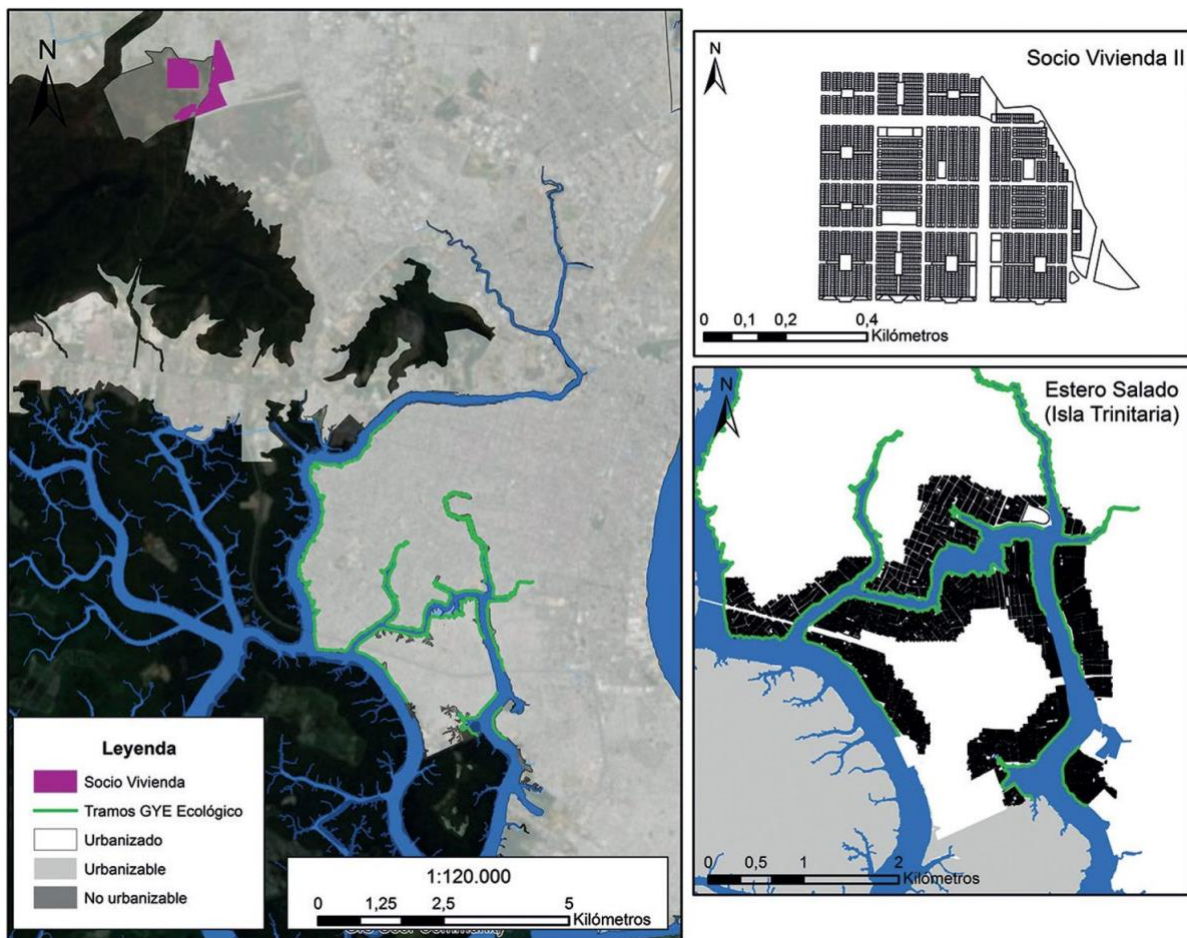 N
Leyenda
Socio Vivienda
Tramos GYE Ecológico
Urbanizado
Urbanizable
No urbanizable
1:120.000
0 1,25 2,5 5
Kilómetros
N
Socio Vivienda II
0 0,1 0,2 0,4
Kilómetros
N
Estero Salado
(Isla Trinitaria)
0 0,5 1 2
Kilómetros